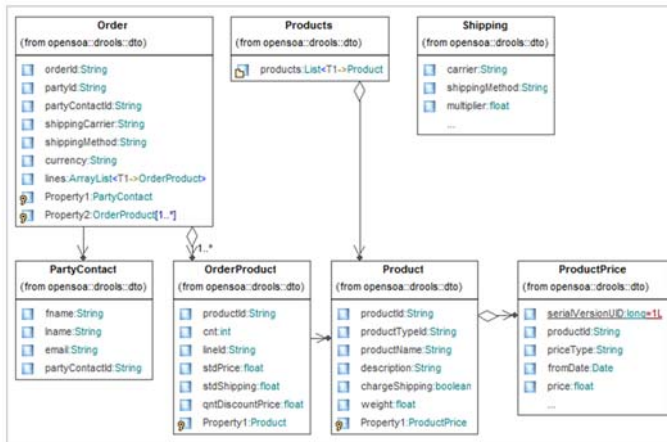 Order
(from opensoa::drools::dto)
orderId:String
partyId:String
partyContactId:String
shippingCarrier:String
shippingMethod:String
currency:String
lines:ArrayList<T1->OrderProduct>
Property1:PartyContact
Property2:OrderProduct[1..*]
Products
(from opensoa::drools::dto)
products:List<T1->Product
Shipping
(from opensoa::drools::dto)
carrier:String
shippingMethod:String
multiplier:float
...
1..*
PartyContact
(from opensoa::drools::dto)
fname:String
lname:String
email:String
partyContactId:String
OrderProduct
(from opensoa::drools::dto)
productId:String
cnt:int
lineId:String
stdPrice:float
stdShipping:float
qntDiscountPrice:float
Property1:Product
Product
(from opensoa::drools::dto)
productId:String
productTypeId:String
productName:String
description:String
chargeShipping:boolean
weight:float
Property1:ProductPrice
ProductPrice
(from opensoa::drools::dto)
serialVersionUID:long=1L
productId:String
priceType:String
fromDate:Date
price:float
...